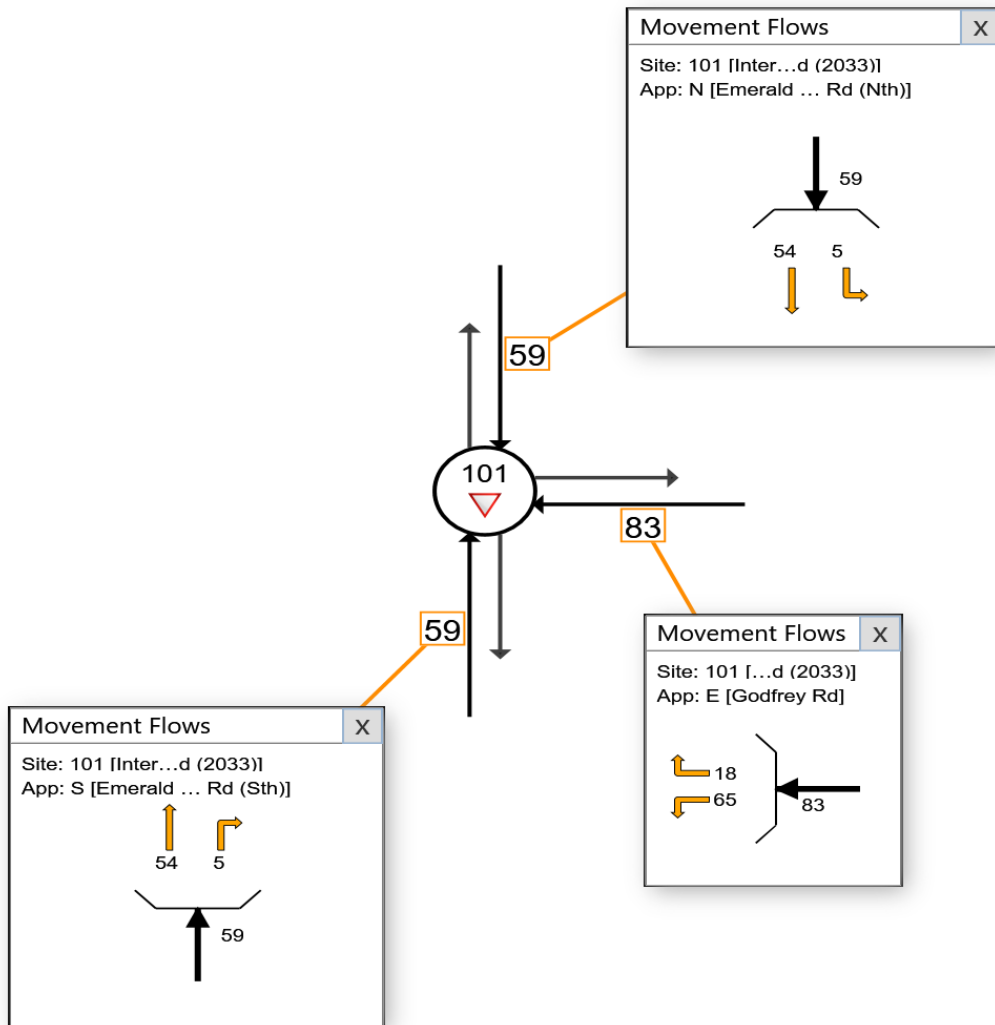 Movement Flows X
Site: 101 [Inter...d (2033)]
App: N [Emerald ... Rd (Nth)]
59
54 5
59
101
83
59
Movement Flows X
Site: 101 [...d (2033)]
App: E [Godfrey Rd]
18
65
83
Movement Flows X
Site: 101 [Inter...d (2033)]
App: S [Emerald ... Rd (Sth)]
54 5
59